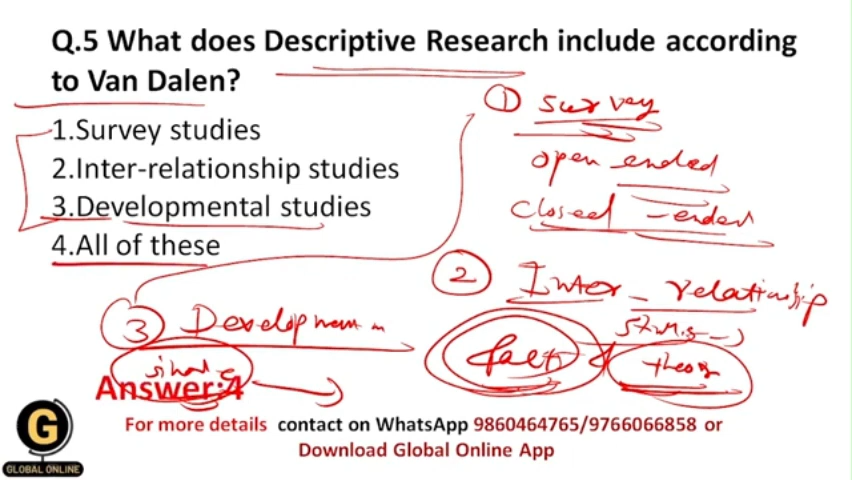 Q.5 What does Descriptive Research include according
to Van Dalen?
1.Survey studies
2.Inter-relationship studies
3.Developmental studies
4.All of these
1 survey
open ended
closed - ended
2 Inter - relationship
3
fact
Answer:4
For more details contact on WhatsApp 9860464765/9766066858 or
Download Global Online App
G
GLOBAL ONLINE